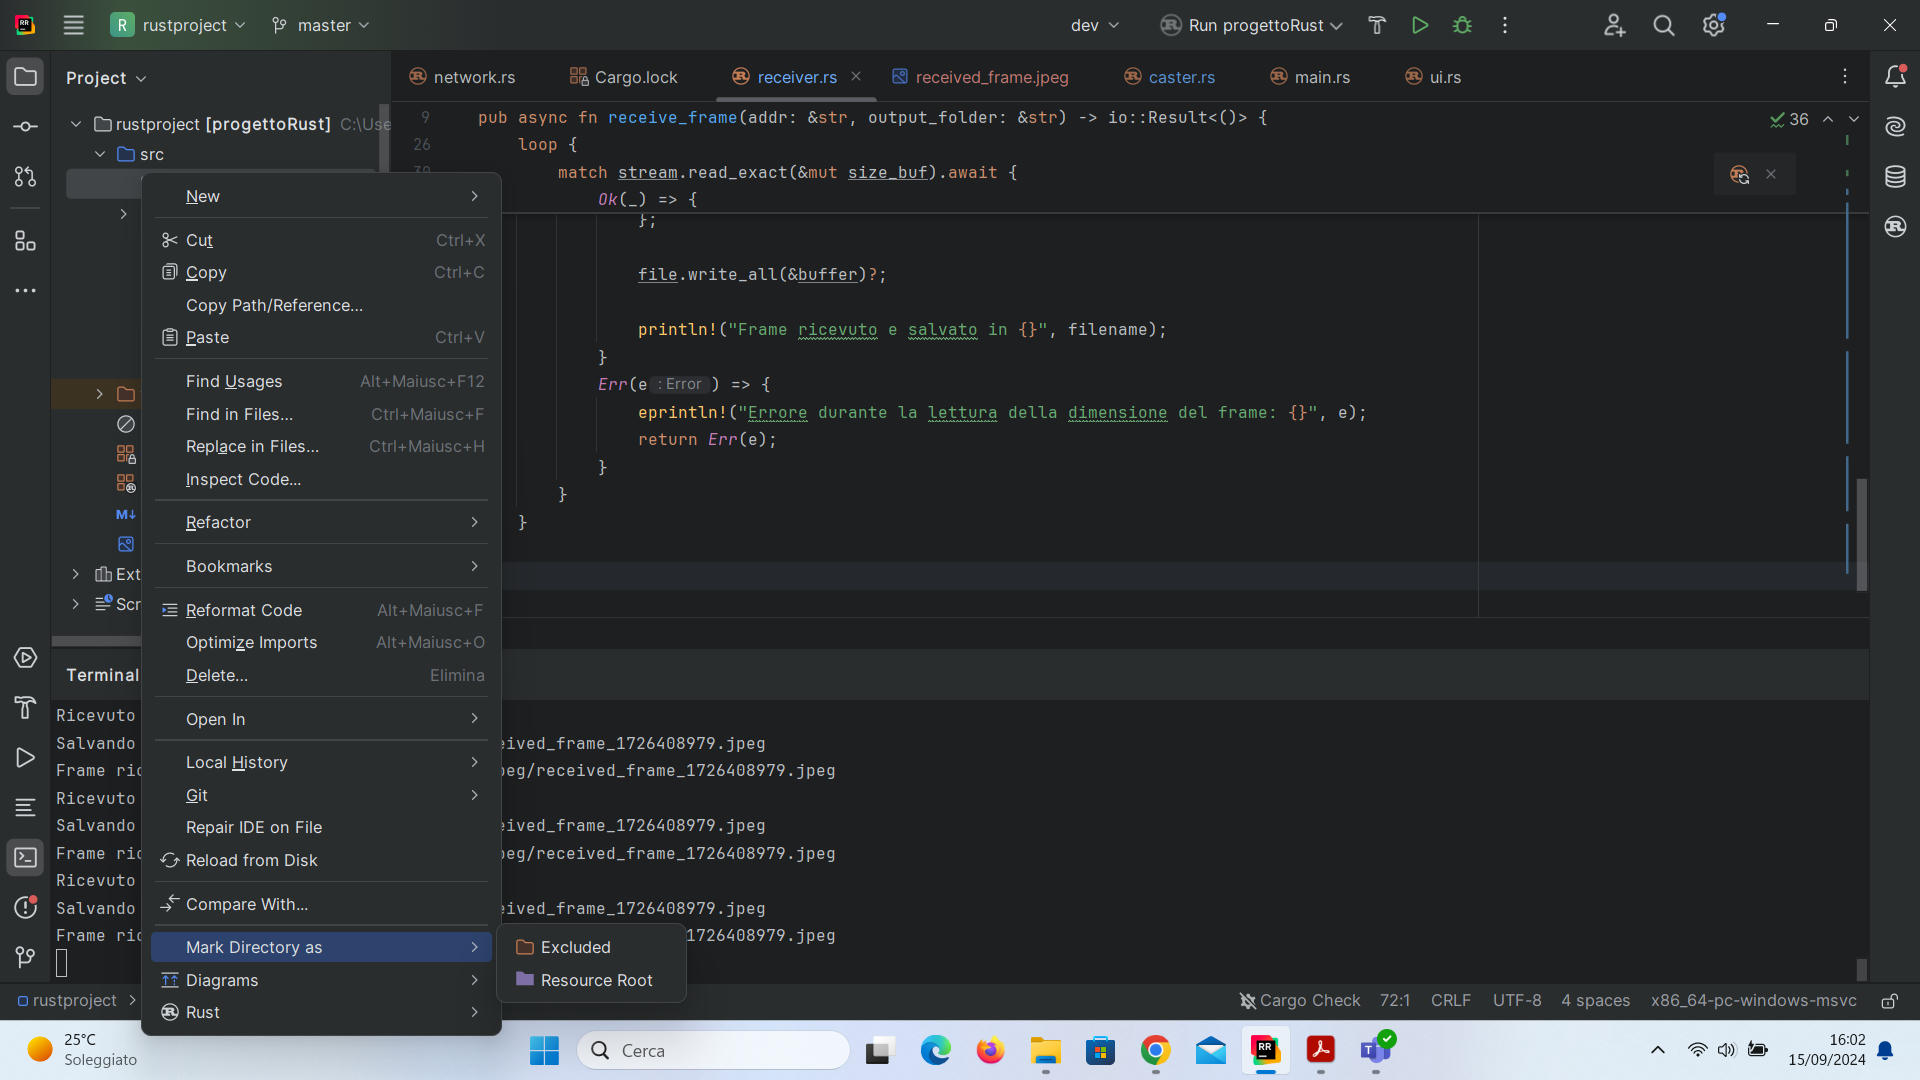 R rustproject
master
dev
Run progettoRust
Project
network.rs
Cargo.lock
receiver.rs
received_frame.jpeg
caster.rs
main.rs
ui.rs
rustproject [progettoRust] C:\Use
src
9 pub async fn receive_frame(addr: &str, output_folder: &str) -> io::Result<()> {
26 loop {
match stream.read_exact(&mut size_buf).await {
Ok(_) => {
};
file.write_all(&buffer)?;
println!("Frame ricevuto e salvato in {}", filename);
}
Err(e : Error ) => {
eprintln!("Errore durante la lettura della dimensione del frame: {}", e);
return Err(e);
}
}
}
36
New
Cut Ctrl+X
Copy Ctrl+C
Copy Path/Reference...
Paste Ctrl+V
Find Usages Alt+Maiusc+F12
Find in Files... Ctrl+Maiusc+F
Replace in Files... Ctrl+Maiusc+H
Inspect Code...
Refactor
Bookmarks
Reformat Code Alt+Maiusc+F
Optimize Imports Alt+Maiusc+O
Delete... Elimina
Open In
Local History
Git
Repair IDE on File
Reload from Disk
Compare With...
Mark Directory as
Diagrams
Rust
Excluded
Resource Root
M↓
Ext
Scr
Terminal
Ricevuto
Salvando eived_frame_1726408979.jpeg
Frame ric peg/received_frame_1726408979.jpeg
Ricevuto
Salvando eived_frame_1726408979.jpeg
Frame ric peg/received_frame_1726408979.jpeg
Ricevuto
Salvando eived_frame_1726408979.jpeg
Frame ric 1726408979.jpeg
rustproject
Cargo Check 72:1 CRLF UTF-8 4 spaces x86_64-pc-windows-msvc
25°C
Soleggiato
Cerca
16:02
15/09/2024